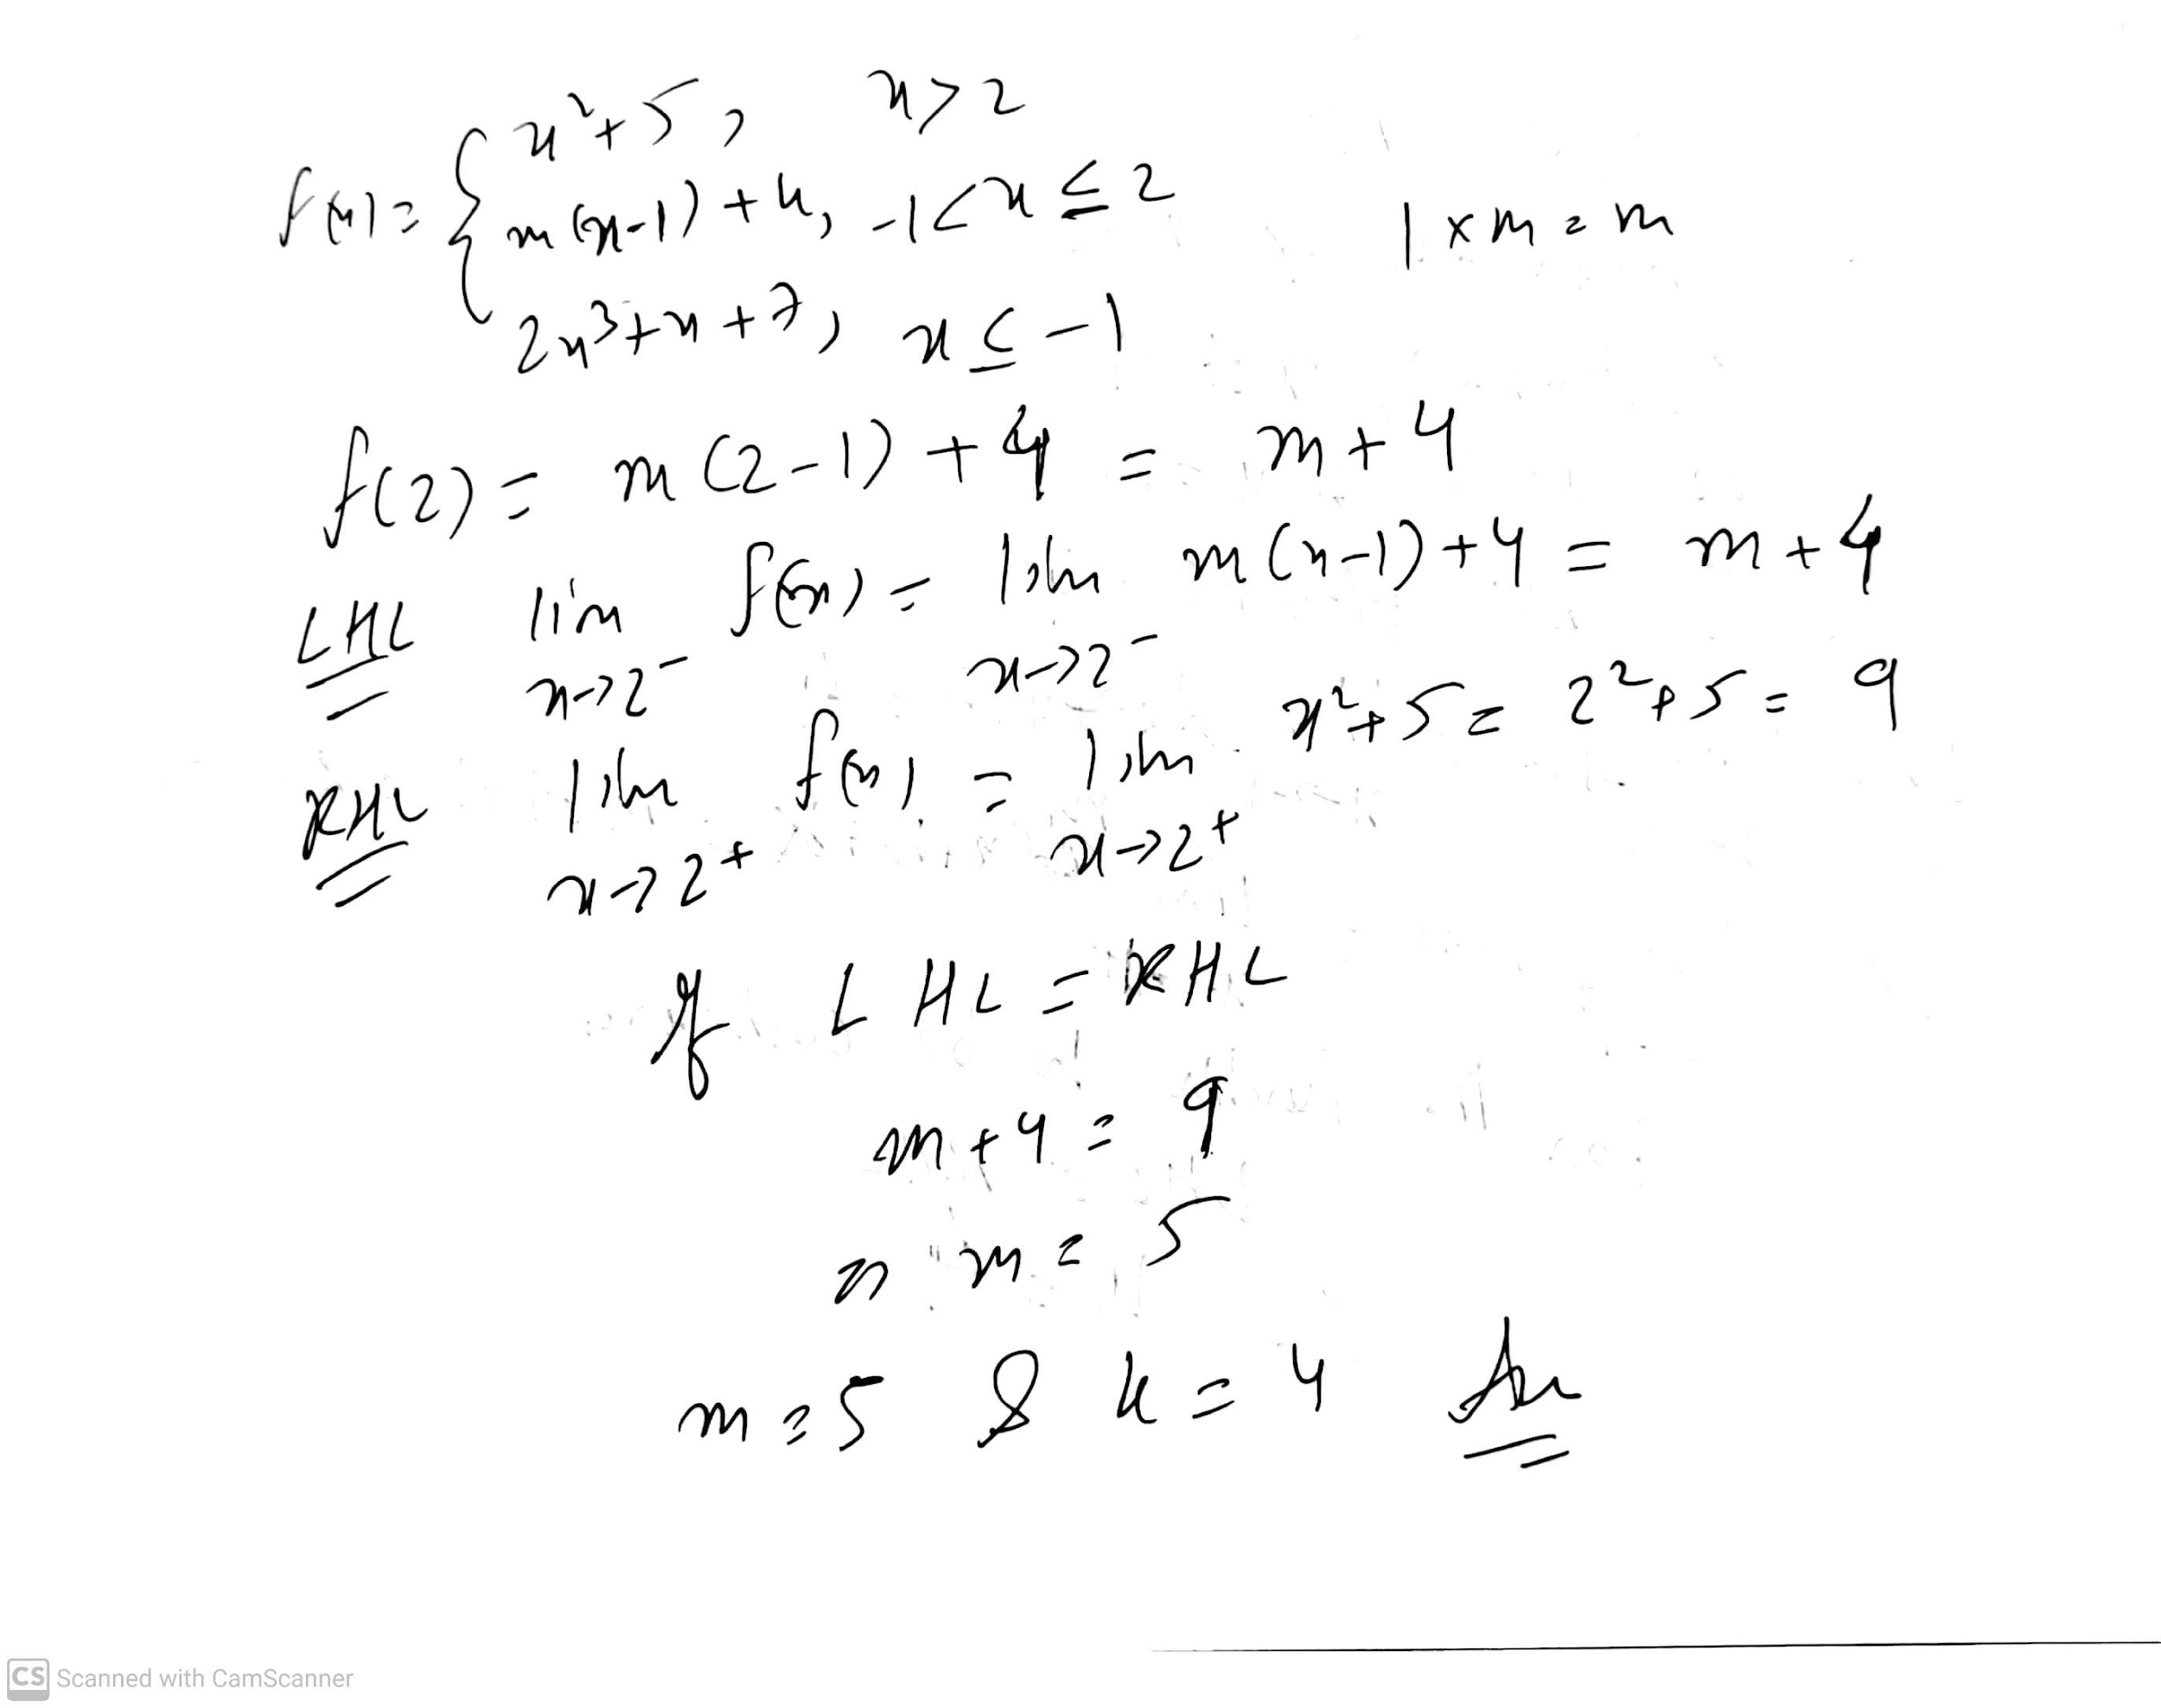 f(x) = { x²+5, x>2
m(x-1)+k, -1<x≤2
1×m=m
2x³+x+7, x≤-1
f(2) = m(2-1)+4 = m+4
LHL lim f(x) = lim m(x-1)+4 = m+4
x→2⁻ x→2⁻
RHL lim f(x) = lim x²+5 = 2²+5 = 9
x→2+ x→2+
If LHL = RHL
m+4=9
⇒ m=5
m=5 & k=4 Ans
CS Scanned with CamScanner